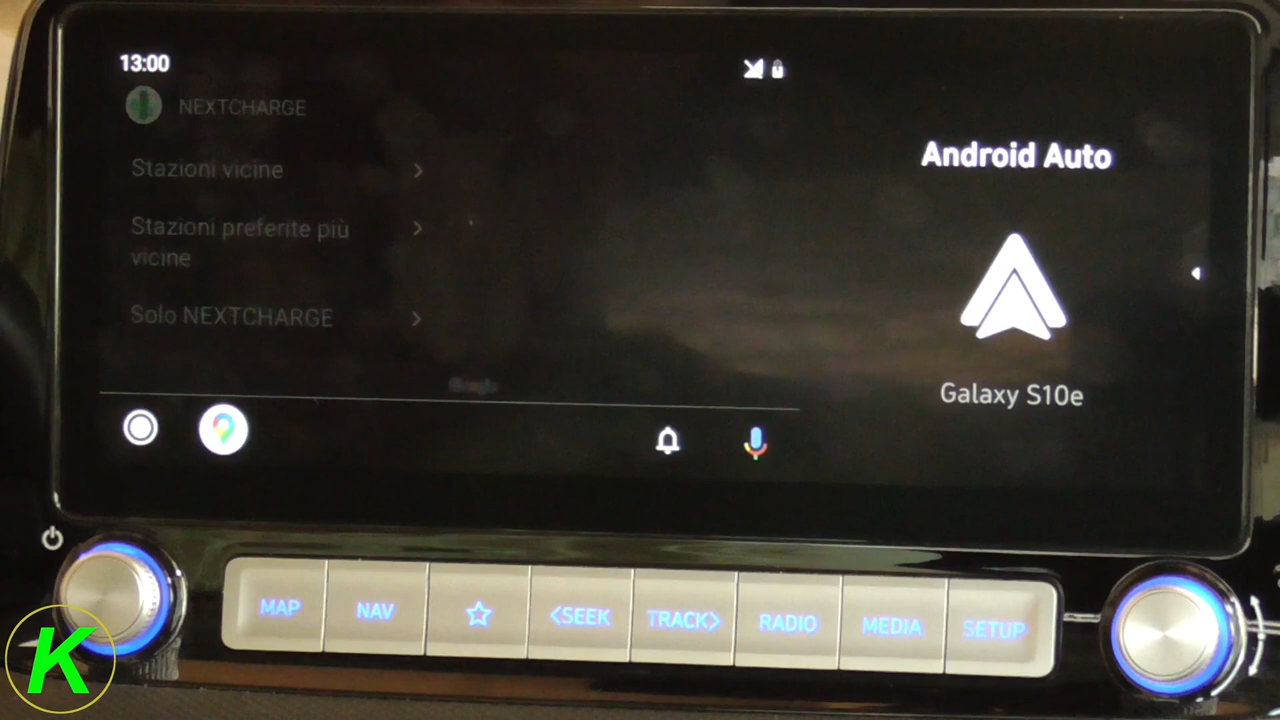 13:00
NEXTCHARGE
Stazioni vicine
Stazioni preferite più
vicine
Solo NEXTCHARGE
Android Auto
Galaxy S10e
MAP
NAV
<SEEK
TRACK>
RADIO
MEDIA
SETUP
K